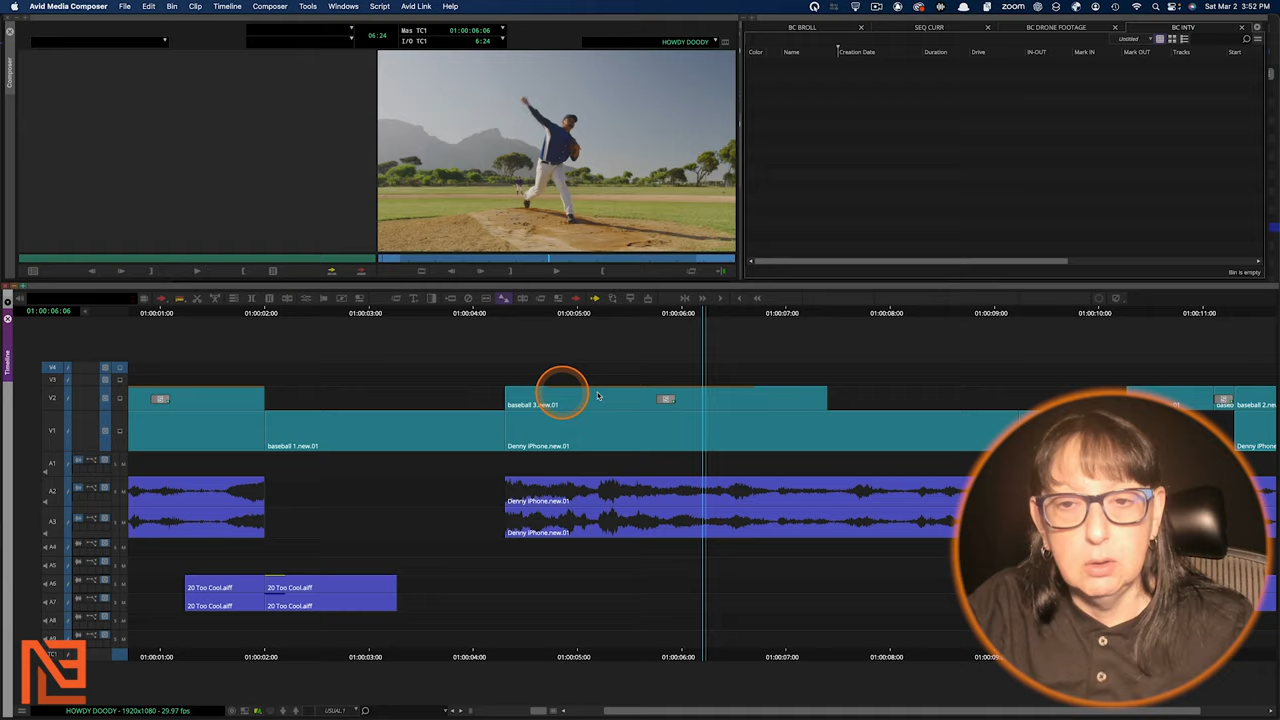 Avid Media Composer File Edit Bin Clip Timeline Composer Tools Windows Script Avid Link Help
zoom Sat Mar 2 3:52 PM
06:24
Mas TC1 01:00:06:06
I/O TC1 6:24
HOWDY DOODY
BC BROLL SEQ CURR BC DRONE FOOTAGE BC INTV
Untitled
Color Name Creation Date Duration Drive IN-OUT Mark IN Mark OUT Tracks Start
Bin is empty
Composer
Timeline
01:00:06:06
01:00:01:00 01:00:02:00 01:00:03:00 01:00:04:00 01:00:05:00 01:00:06:00 01:00:07:00 01:00:08:00 01:00:09:00 01:00:10:00 01:00:11:00
V4
V3
V2
baseball 3.new.01
baseball 2.new
V1
baseball 1.new.01
Denny iPhone.new.01
Denny iPhone
A1
A2
Denny iPhone.new.01
A3
Denny iPhone.new.01
A4
A5
A6
20 Too Cool.aiff 20 Too Cool.aiff
A7
20 Too Cool.aiff 20 Too Cool.aiff
A8
A9
TC1
01:00:01:00 01:00:02:00 01:00:03:00 01:00:04:00 01:00:05:00 01:00:06:00 01:00:07:00 01:00:08:00
HOWDY DOODY - 1920x1080 - 29.97 fps
USUAL 1